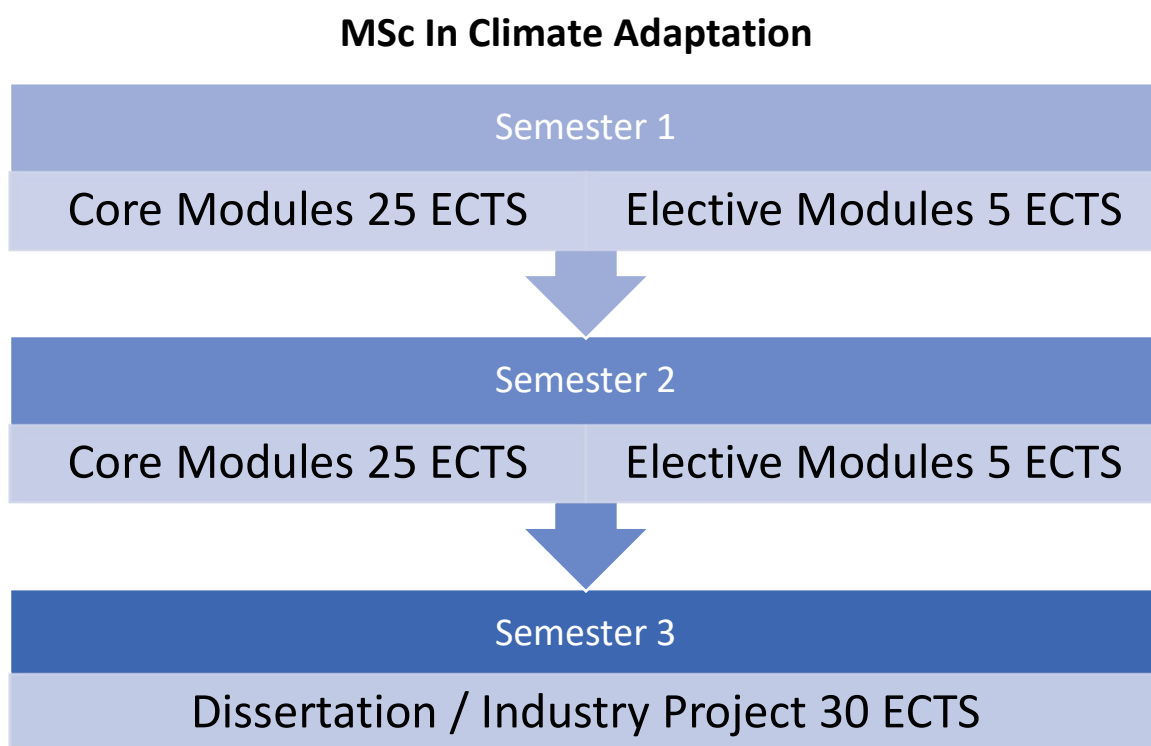 MSc In Climate Adaptation
Semester 1
Core Modules 25 ECTS
Elective Modules 5 ECTS
Semester 2
Core Modules 25 ECTS
Elective Modules 5 ECTS
Semester 3
Dissertation / Industry Project 30 ECTS